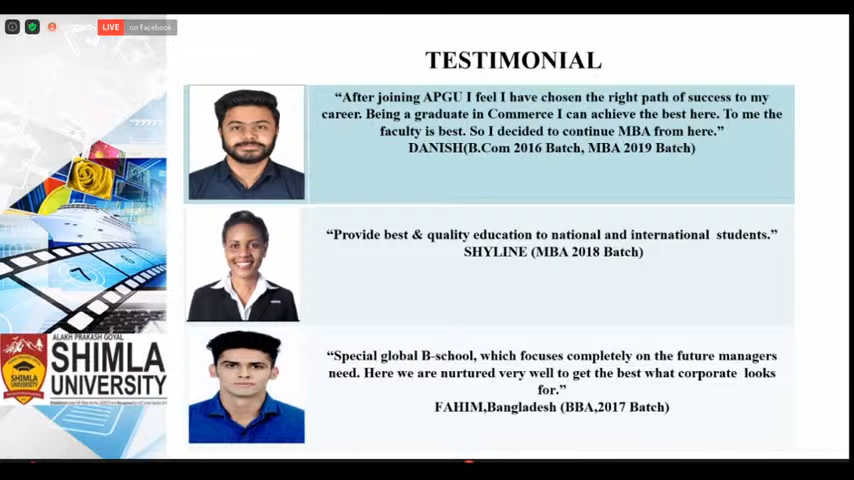 LIVE on Facebook
TESTIMONIAL
“After joining APGU I feel I have chosen the right path of success to my
career. Being a graduate in Commerce I can achieve the best here. To me the
faculty is best. So I decided to continue MBA from here.”
DANISH(B.Com 2016 Batch, MBA 2019 Batch)
“Provide best & quality education to national and international students.”
SHYLINE (MBA 2018 Batch)
“Special global B-school, which focuses completely on the future managers
need. Here we are nurtured very well to get the best what corporate looks
for.”
FAHIM,Bangladesh (BBA,2017 Batch)
7
ALAKH PRAKASH GOYAL
SHIMLA
UNIVERSITY
SHIMLA
UNIVERSITY